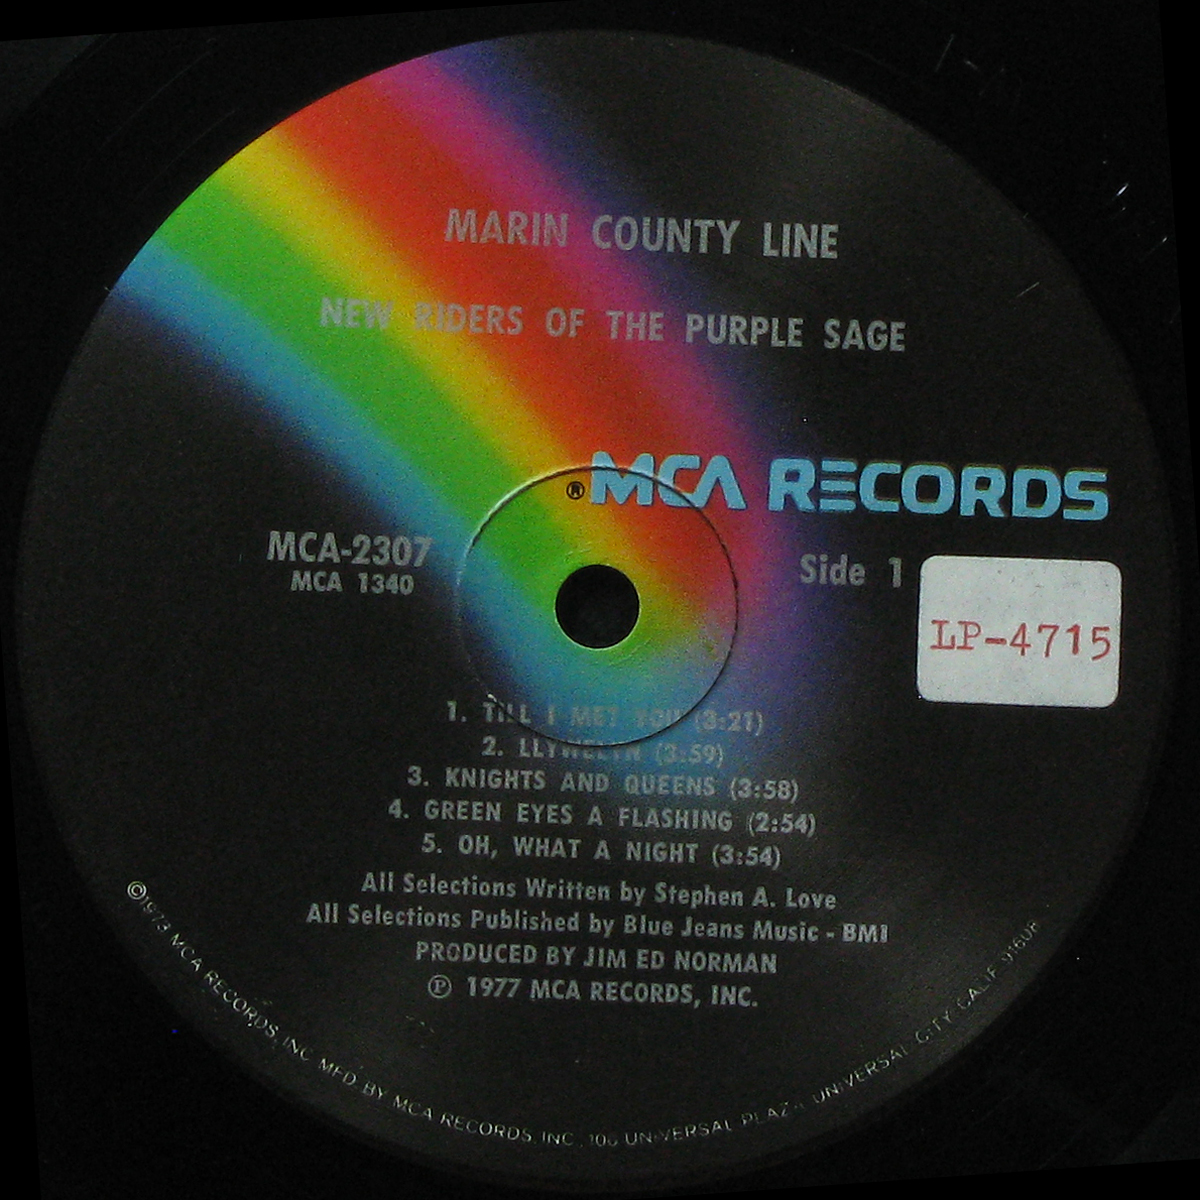 MARIN COUNTY LINE
NEW RIDERS OF THE PURPLE SAGE
®MCA RECORDS
MCA-2307
MCA 1340
Side 1
LP-4715
1. TILL I MET YOU (3:21)
2. LLYWELYN (3:59)
3. KNIGHTS AND QUEENS (3:58)
4. GREEN EYES A FLASHING (2:54)
5. OH, WHAT A NIGHT (3:54)
All Selections Written by Stephen A. Love
All Selections Published by Blue Jeans Music - BMI
PRODUCED BY JIM ED NORMAN
Ⓟ 1977 MCA RECORDS, INC.
©1973 MCA RECORDS, INC MFD BY MCA RECORDS, INC., 100 UNIVERSAL PLAZA UNIVERSAL CITY CALIF 91608